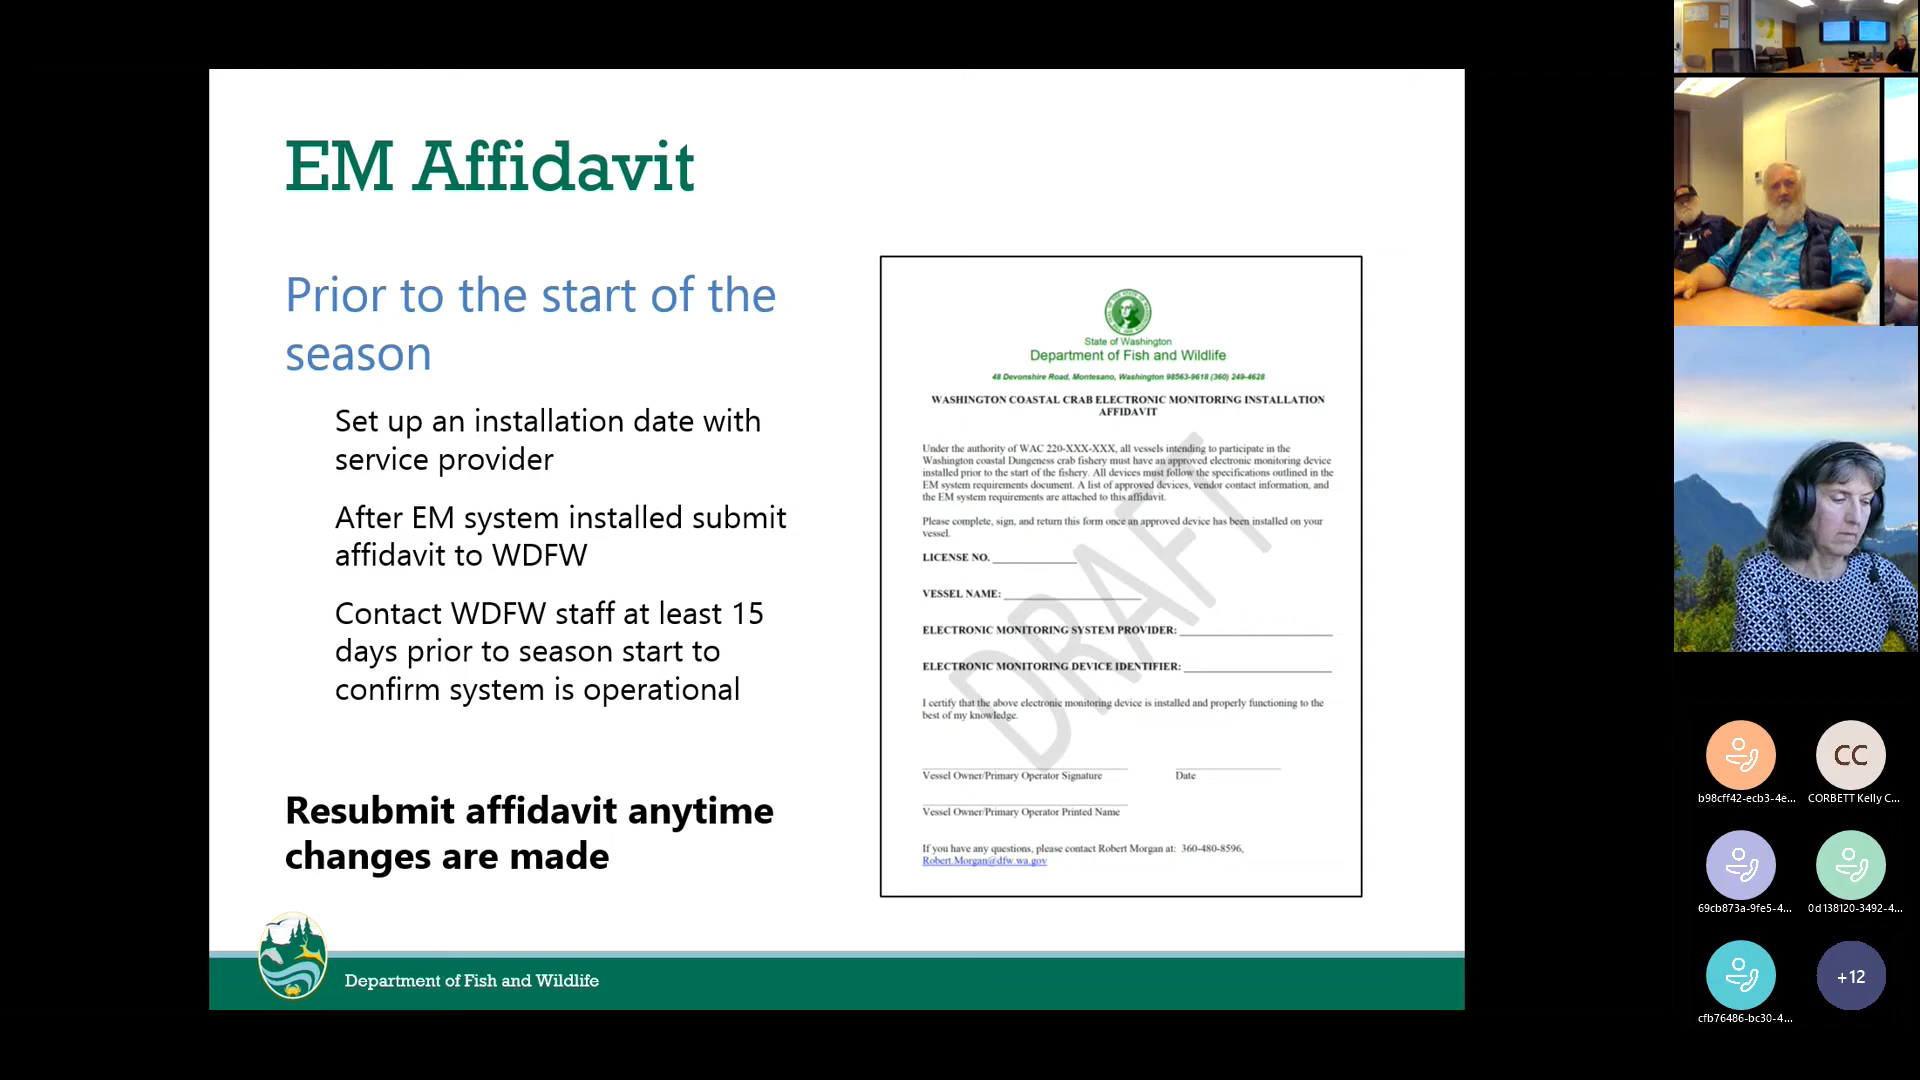 EM Affidavit
Prior to the start of the
season
Set up an installation date with
service provider
After EM system installed submit
affidavit to WDFW
Contact WDFW staff at least 15
days prior to season start to
confirm system is operational
Resubmit affidavit anytime
changes are made
Department of Fish and Wildlife
State of Washington
Department of Fish and Wildlife
48 Devonshire Road, Montesano, Washington 98563-9618 (360) 249-4628
WASHINGTON COASTAL CRAB ELECTRONIC MONITORING INSTALLATION
AFFIDAVIT
Under the authority of WAC 220-XXX-XXX, all vessels intending to participate in the
Washington coastal Dungeness crab fishery must have an approved electronic monitoring device
installed prior to the start of the fishery. All devices must follow the specifications outlined in the
EM system requirements document. A list of approved devices, vendor contact information, and
the EM system requirements are attached to this affidavit.
Please complete, sign, and return this form once an approved device has been installed on your
vessel.
LICENSE NO. ______________
VESSEL NAME: _______________________
ELECTRONIC MONITORING SYSTEM PROVIDER: _________________________
ELECTRONIC MONITORING DEVICE IDENTIFIER: _________________________
I certify that the above electronic monitoring device is installed and properly functioning to the
best of my knowledge.
Vessel Owner/Primary Operator Signature Date
Vessel Owner/Primary Operator Printed Name
If you have any questions, please contact Robert Morgan at: 360-480-8596,
Robert.Morgan@dfw.wa.gov
DRAFT
CC
b98cff42-ecb3-4e... CORBETT Kelly C...
69cb873a-9fe5-4... 0d138120-3492-4...
+12
cfb76486-bc30-4...